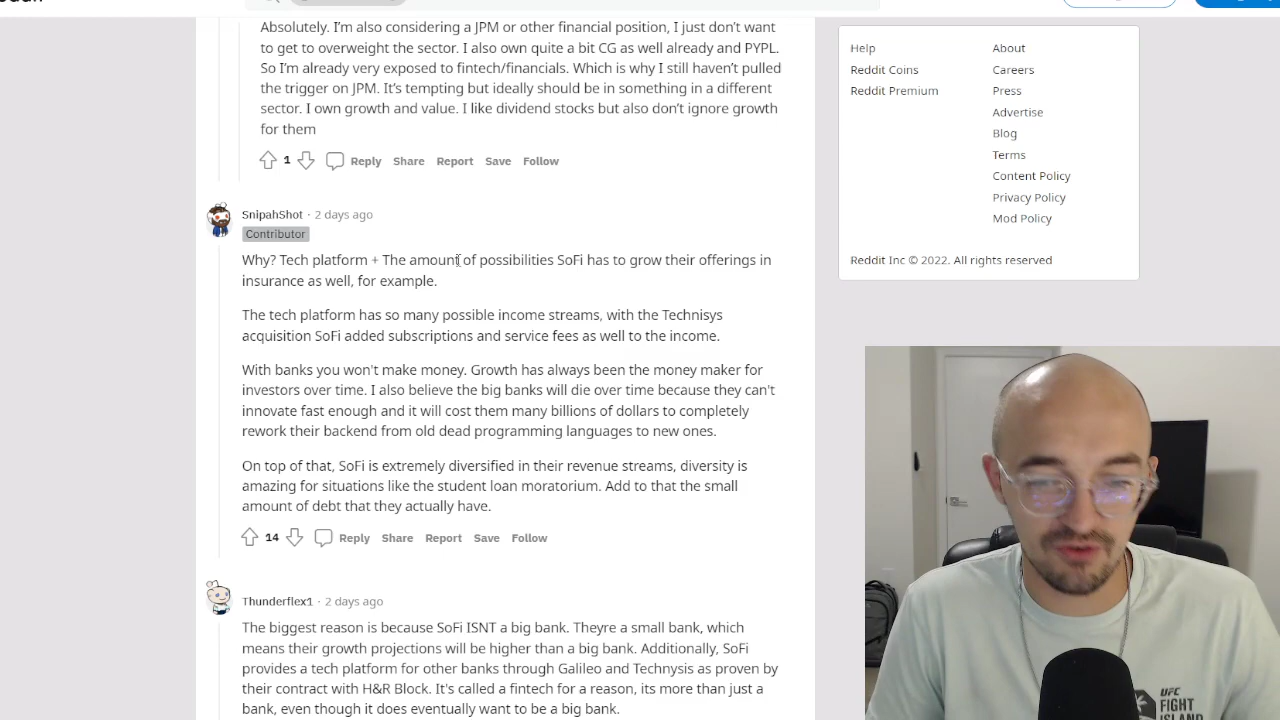 Absolutely. I'm also considering a JPM or other financial position, I just don't want
to get to overweight the sector. I also own quite a bit CG as well already and PYPL.
So I'm already very exposed to fintech/financials. Which is why I still haven't pulled
the trigger on JPM. It's tempting but ideally should be in something in a different
sector. I own growth and value. I like dividend stocks but also don't ignore growth
for them
1 Reply Share Report Save Follow
SnipahShot · 2 days ago
Contributor
Why? Tech platform + The amount of possibilities SoFi has to grow their offerings in
insurance as well, for example.
The tech platform has so many possible income streams, with the Technisys
acquisition SoFi added subscriptions and service fees as well to the income.
With banks you won't make money. Growth has always been the money maker for
investors over time. I also believe the big banks will die over time because they can't
innovate fast enough and it will cost them many billions of dollars to completely
rework their backend from old dead programming languages to new ones.
On top of that, SoFi is extremely diversified in their revenue streams, diversity is
amazing for situations like the student loan moratorium. Add to that the small
amount of debt that they actually have.
14 Reply Share Report Save Follow
Thunderflex1 · 2 days ago
The biggest reason is because SoFi ISNT a big bank. Theyre a small bank, which
means their growth projections will be higher than a big bank. Additionally, SoFi
provides a tech platform for other banks through Galileo and Technysis as proven by
their contract with H&R Block. It's called a fintech for a reason, its more than just a
bank, even though it does eventually want to be a big bank.
Help About
Reddit Coins Careers
Reddit Premium Press
Advertise
Blog
Terms
Content Policy
Privacy Policy
Mod Policy
Reddit Inc © 2022. All rights reserved
UFC
FIGHT
ISLAND